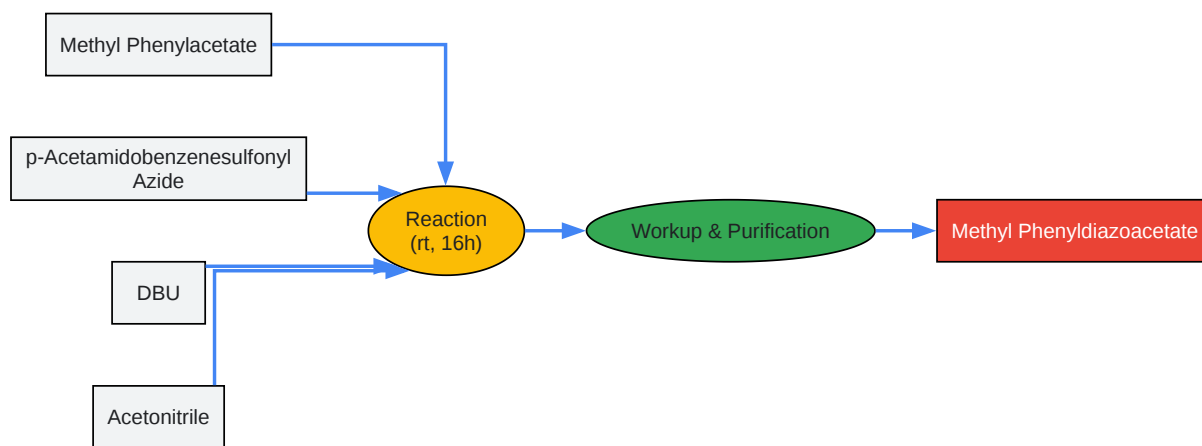 Methyl Phenylacetate
p-Acetamidobenzenesulfonyl
Azide
Reaction
(rt, 16h)
Workup & Purification
Methyl Phenyldiazoacetate
DBU
Acetonitrile